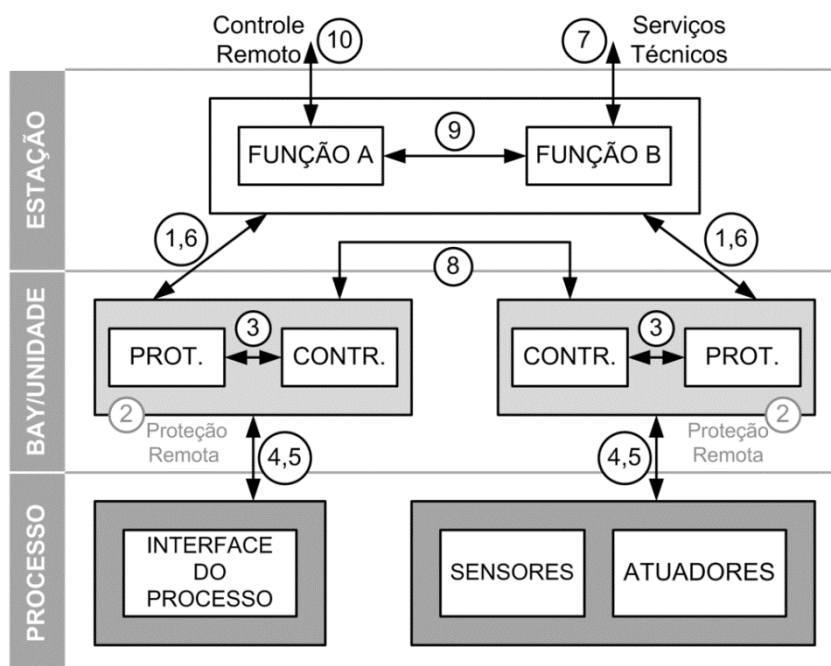 Controle
Remoto
10
7
Serviços
Técnicos
ESTAÇÃO
FUNÇÃO A
9
FUNÇÃO B
1,6
1,6
8
BAY/UNIDADE
PROT.
3
CONTR.
CONTR.
3
PROT.
2
Proteção
Remota
4,5
4,5
Proteção
Remota
2
PROCESSO
INTERFACE
DO
PROCESSO
SENSORES
ATUADORES